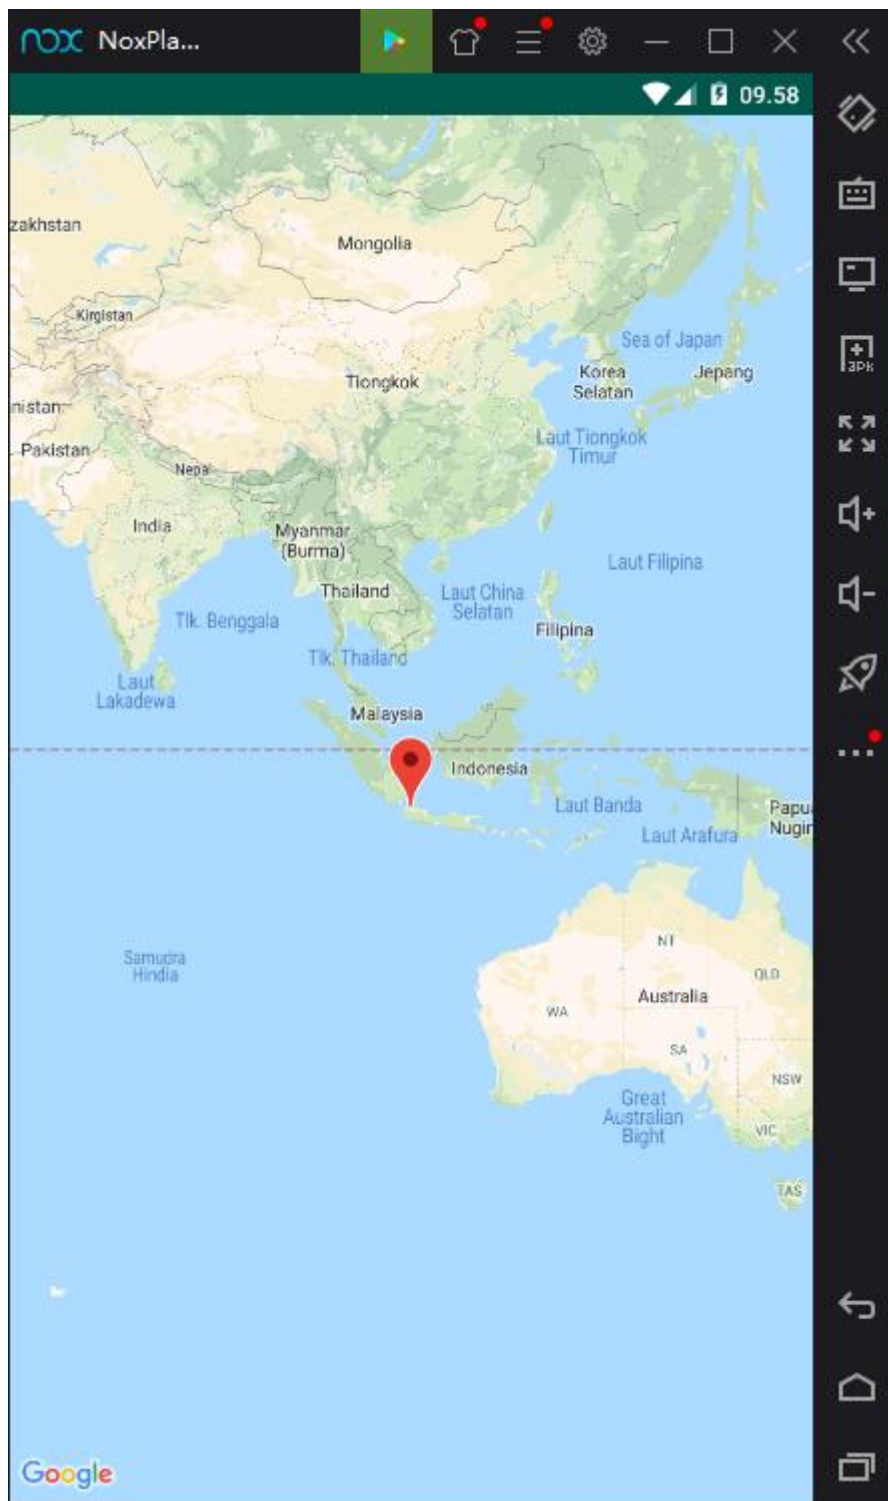 nox NoxPla...
09.58
zakhstan
Mongolia
Kirgistan
Sea of Japan
Korea
Selatan
Jepang
Tiongkok
nistan
Laut Tiongkok
Timur
Pakistan
Nepal
India
Myanmar
(Burma)
Laut Filipina
Thailand
Laut China
Selatan
Tlk. Benggala
Filipina
Tlk. Thailand
Laut
Lakadewa
Malaysia
Indonesia
Laut Banda
Papu
Nugin
Laut Arafura
NT
Samudra
Hindia
QLD
Australia
WA
SA
NSW
Great
Australian
Bight
VIC
TAS
Google